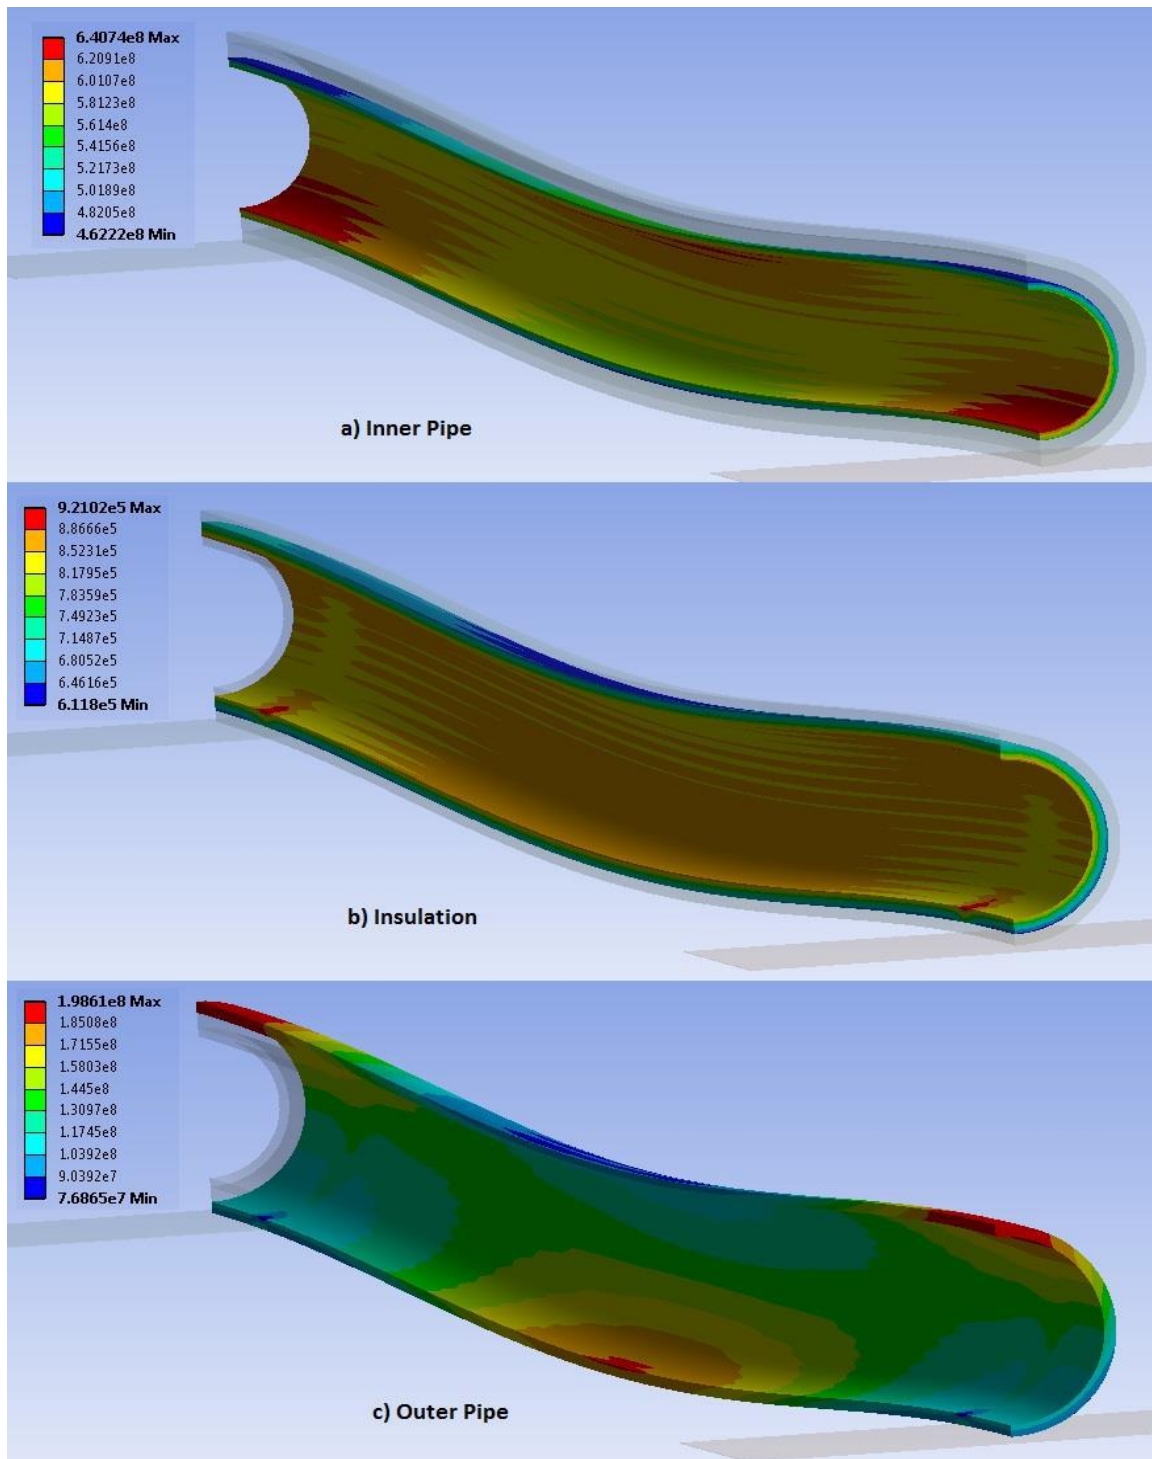 6.4074e8 Max
6.2091e8
6.0107e8
5.8123e8
5.614e8
5.4156e8
5.2173e8
5.0189e8
4.8205e8
4.6222e8 Min
a) Inner Pipe
9.2102e5 Max
8.8666e5
8.5231e5
8.1795e5
7.8359e5
7.4923e5
7.1487e5
6.8052e5
6.4616e5
6.118e5 Min
b) Insulation
1.9861e8 Max
1.8508e8
1.7155e8
1.5803e8
1.445e8
1.3097e8
1.1745e8
1.0392e8
9.0392e7
7.6865e7 Min
c) Outer Pipe